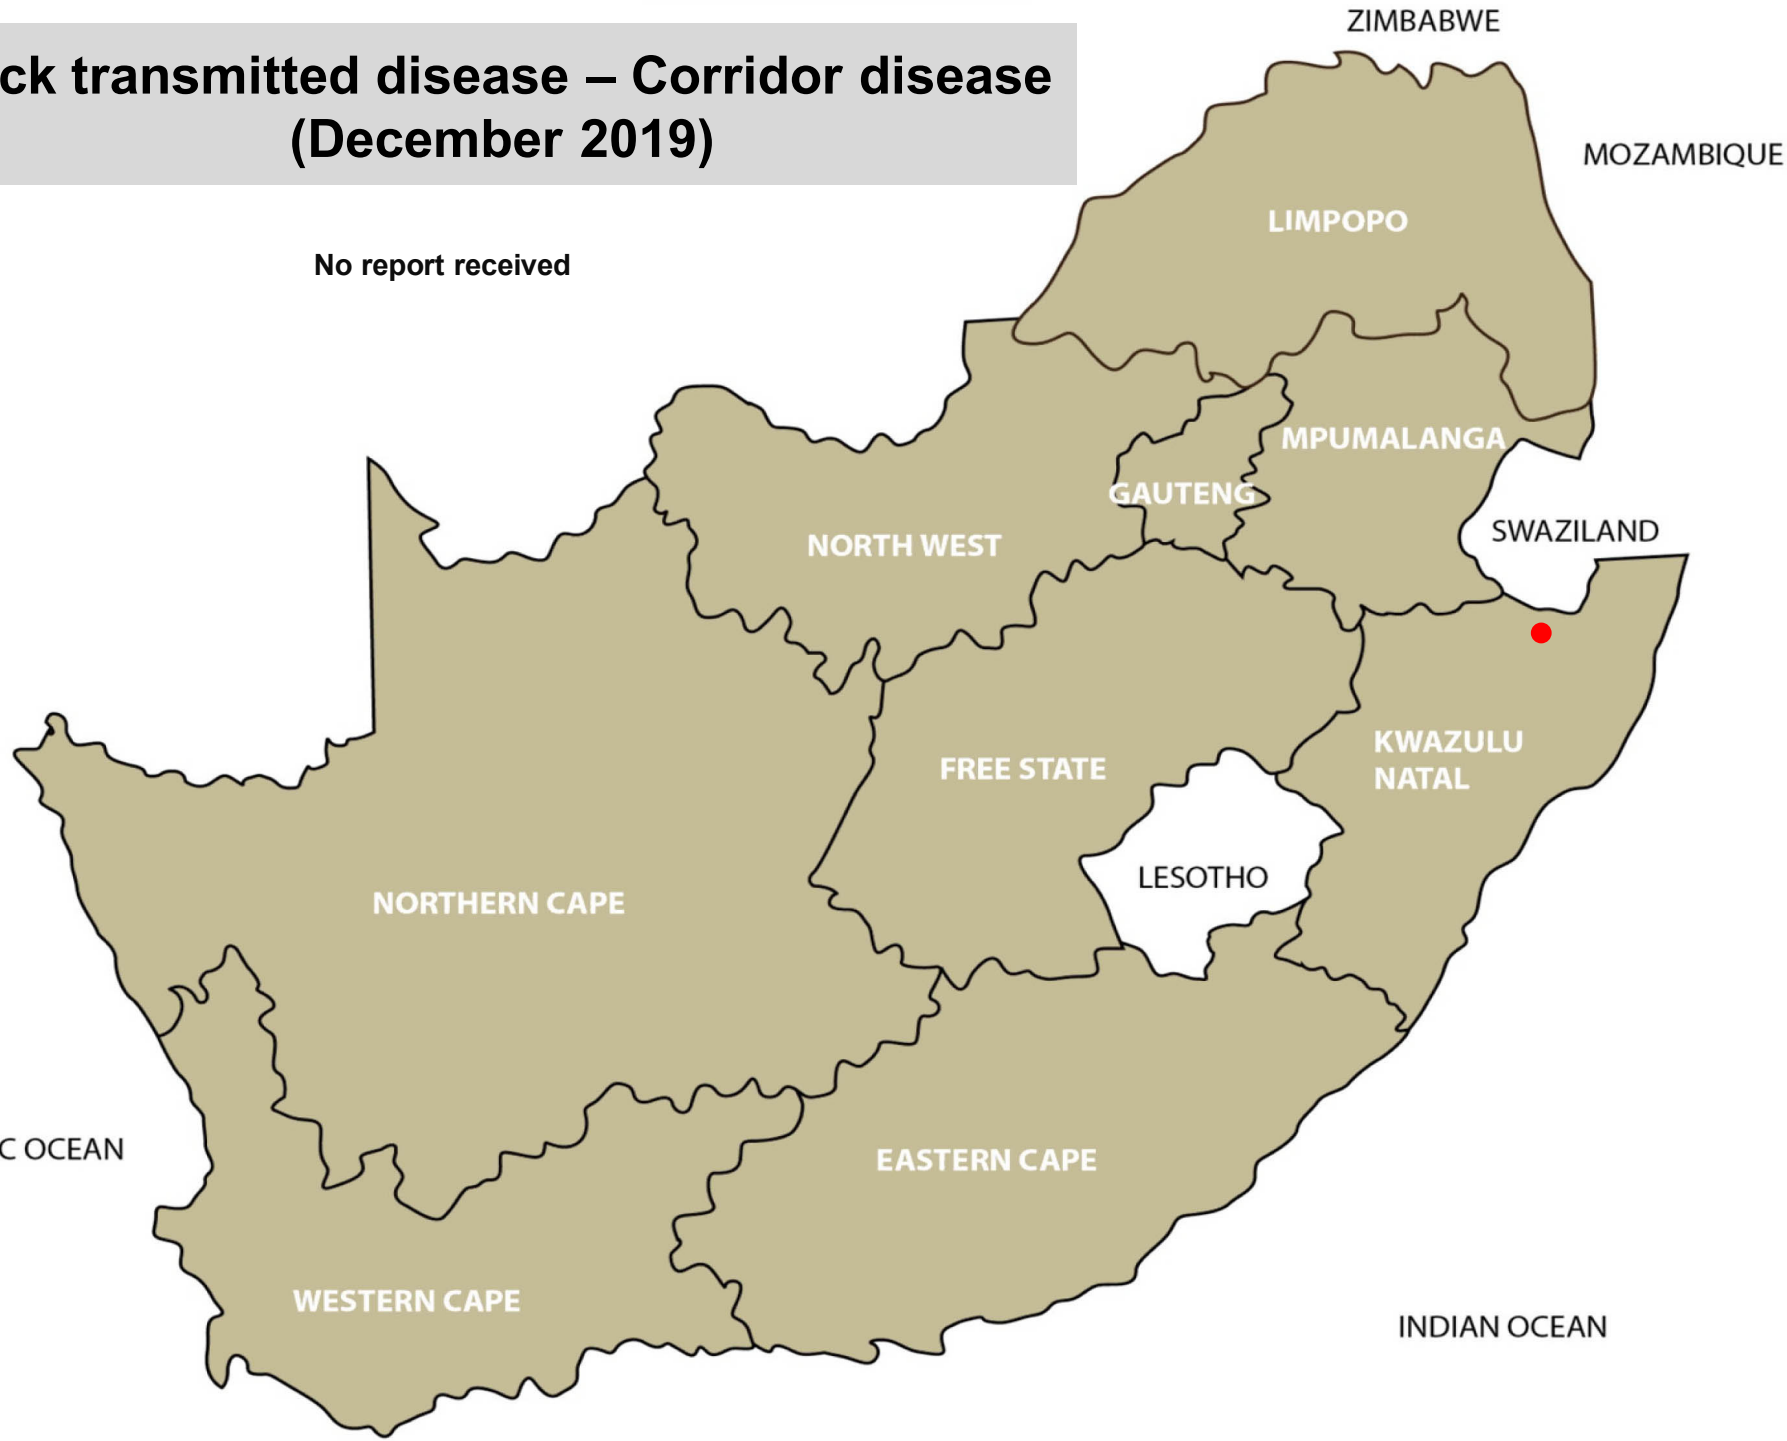 ck transmitted disease – Corridor disease
(December 2019)
No report received
ZIMBABWE
MOZAMBIQUE
LIMPOPO
MPUMALANGA
GAUTENG
NORTH WEST
SWAZILAND
KWAZULU
NATAL
FREE STATE
LESOTHO
NORTHERN CAPE
C OCEAN
EASTERN CAPE
WESTERN CAPE
INDIAN OCEAN